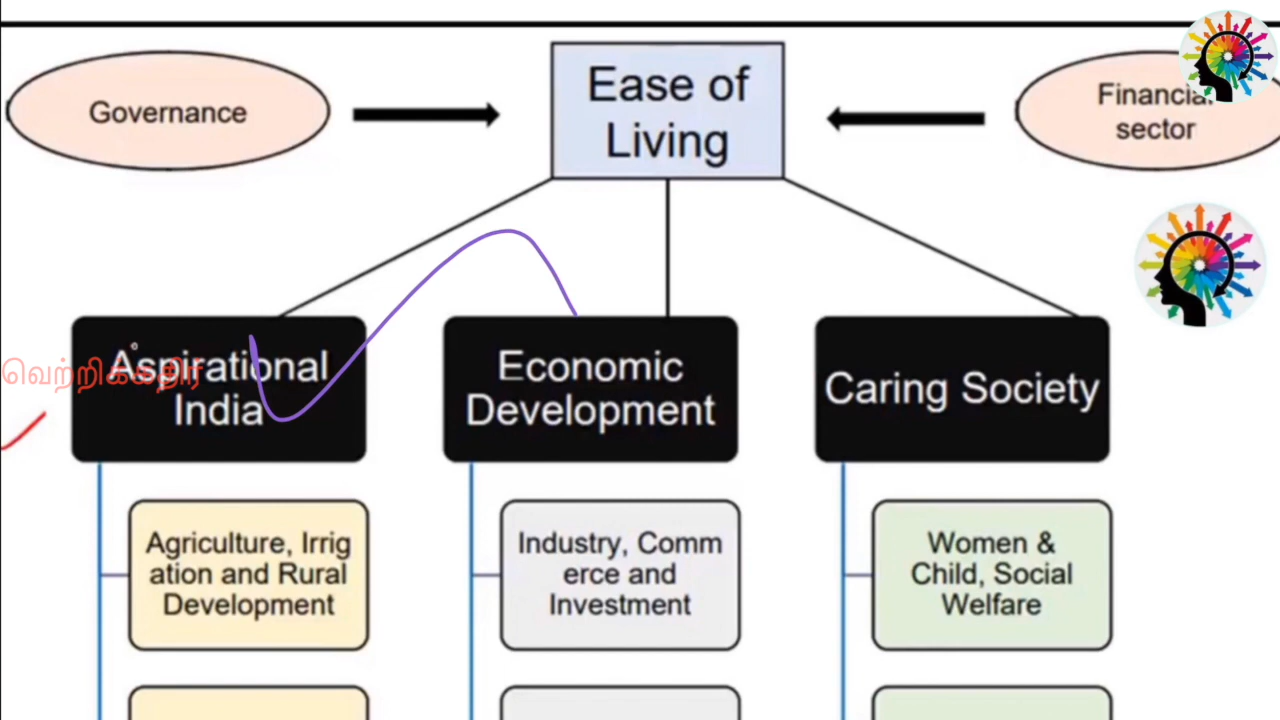 Ease of
Living
Governance
Financial
sector
Aspirational
India
வெற்றிக்கதிர்
Economic
Development
Caring Society
Agriculture, Irrig
ation and Rural
Development
Industry, Comm
erce and
Investment
Women &
Child, Social
Welfare